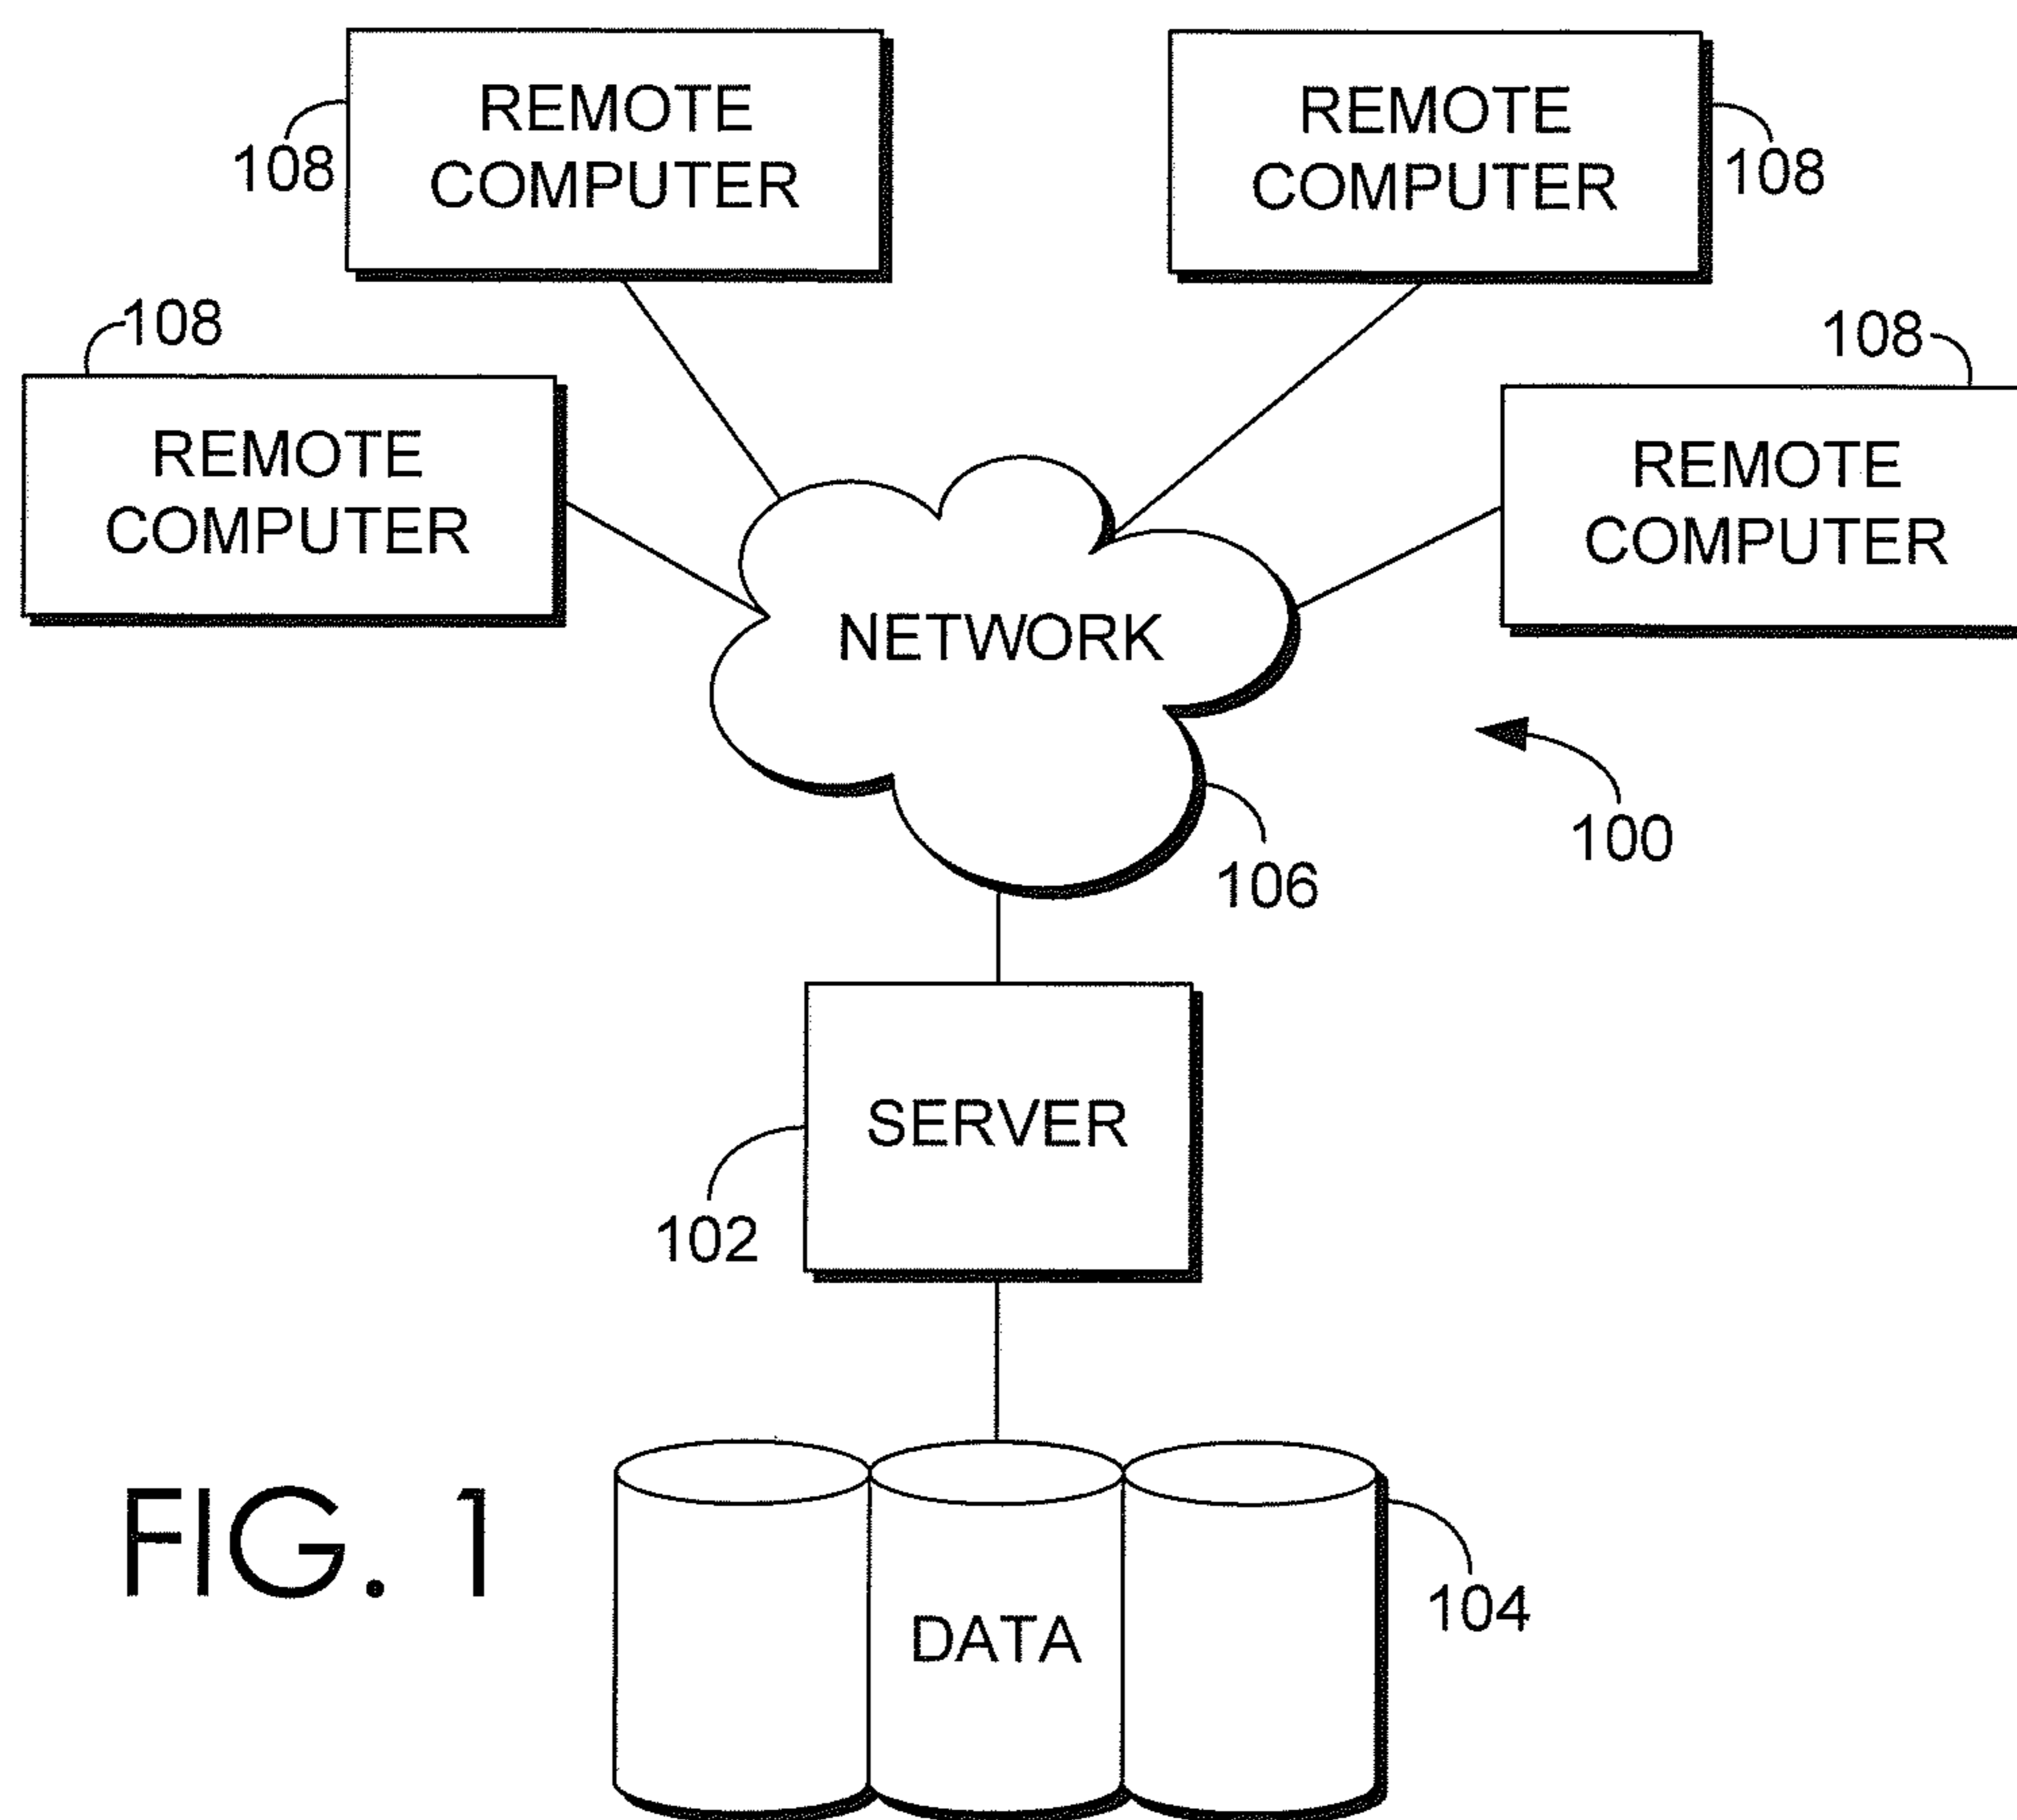 REMOTE
COMPUTER
108
REMOTE
COMPUTER
108
108
REMOTE
COMPUTER
108
REMOTE
COMPUTER
NETWORK
100
106
SERVER
102
FIG. 1
DATA
104